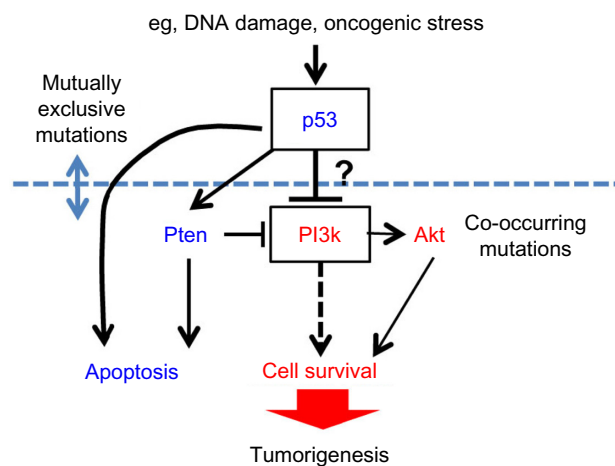 eg, DNA damage, oncogenic stress
Mutually
exclusive
mutations
p53
?
Pten
PI3k
Akt
Co-occurring
mutations
Apoptosis
Cell survival
Tumorigenesis